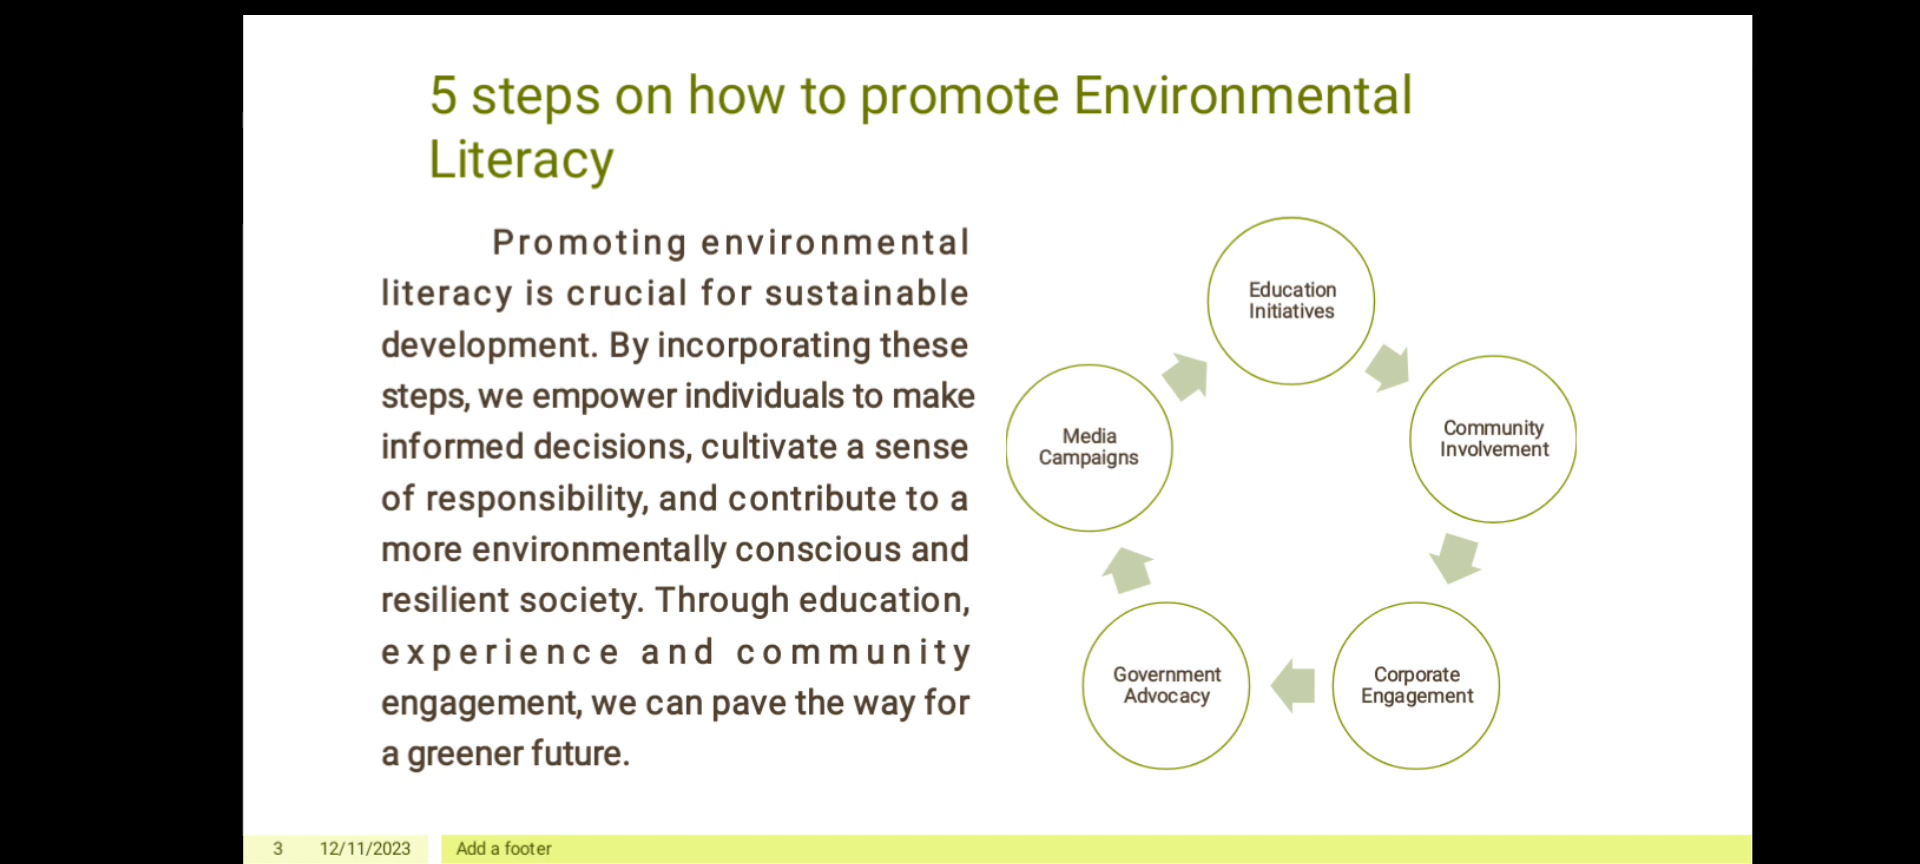 5 steps on how to promote Environmental
Literacy
Promoting environmental
literacy is crucial for sustainable
development. By incorporating these
steps, we empower individuals to make
informed decisions, cultivate a sense
of responsibility, and contribute to a
more environmentally conscious and
resilient society. Through education,
experience and community
engagement, we can pave the way for
a greener future.
Education
Initiatives
Community
Involvement
Corporate
Engagement
Government
Advocacy
Media
Campaigns
3
12/11/2023
Add a footer